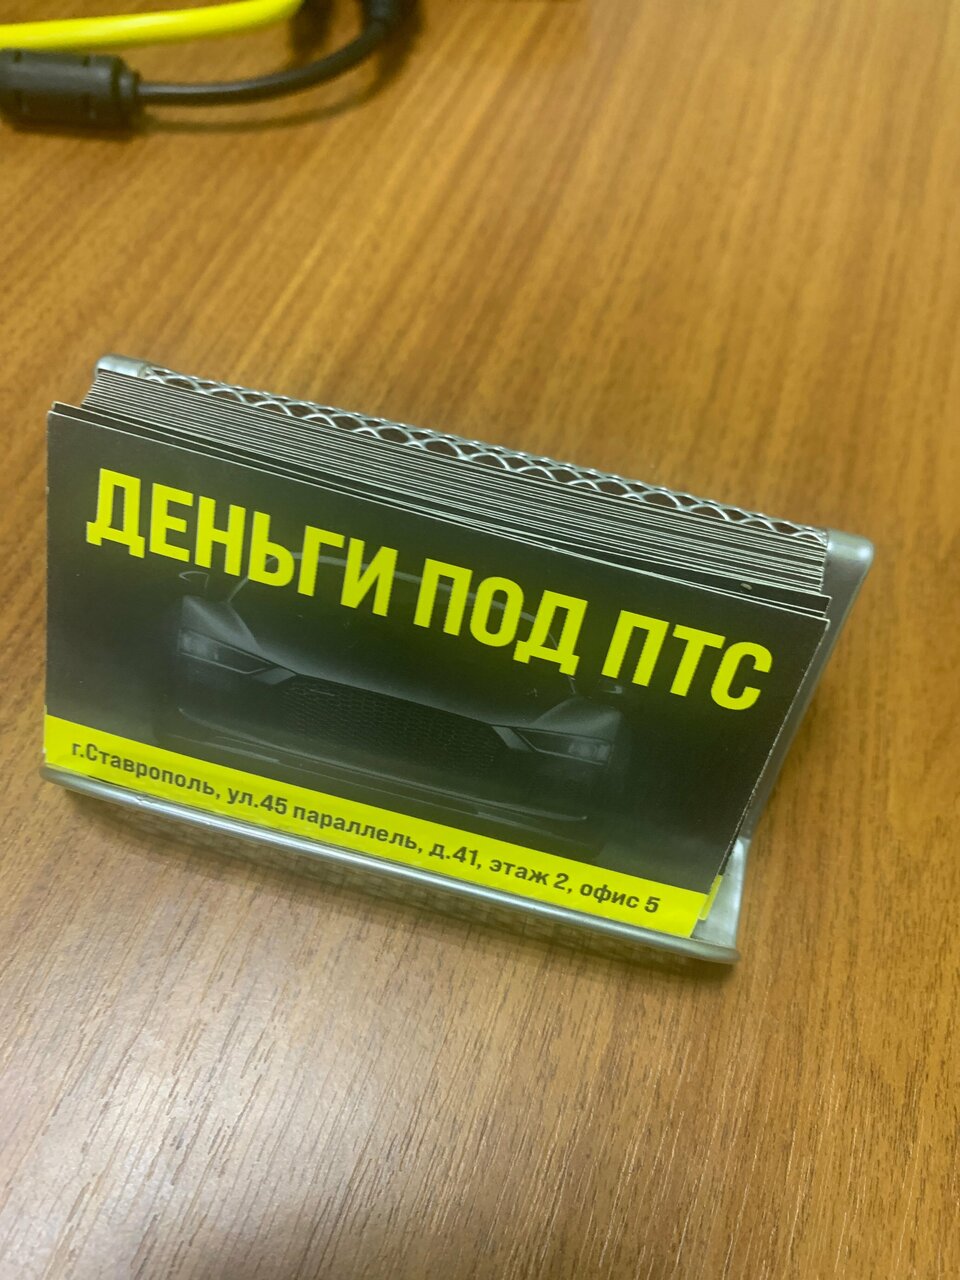 ДЕНЬГИ ПОД ПТС
г.Ставрополь, ул.45 параллель, д.41, этаж 2, офис 5